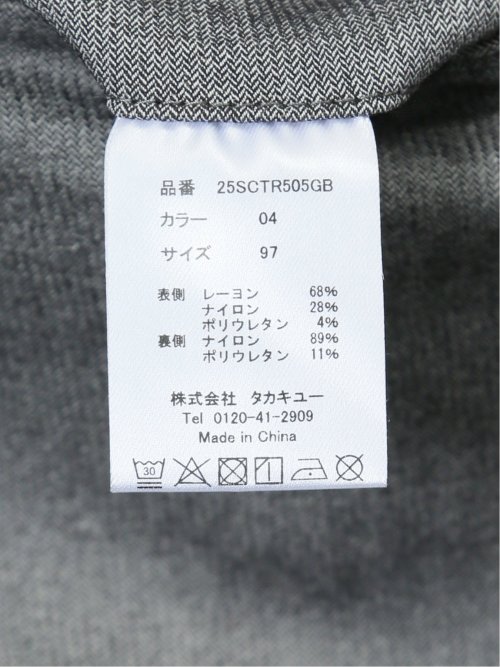 品番 25SCTR505GB
カラー 04
サイズ 97
表側 レーヨン 68%
ナイロン 28%
ポリウレタン 4%
裏側 ナイロン 89%
ポリウレタン 11%
株式会社 タカキユー
Tel 0120-41-2909
Made in China
30